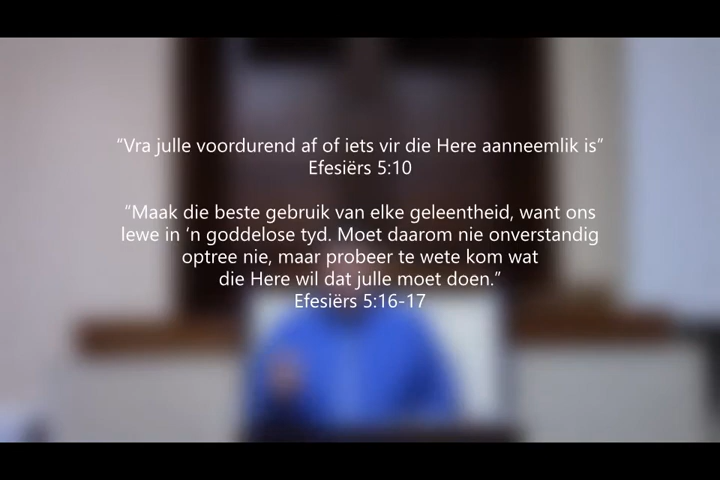 “Vra julle voordurend af of iets vir die Here aanneemlik is”
Efesiërs 5:10
“Maak die beste gebruik van elke geleentheid, want ons
lewe in ’n goddelose tyd. Moet daarom nie onverstandig
optree nie, maar probeer te wete kom wat
die Here wil dat julle moet doen.”
Efesiërs 5:16-17